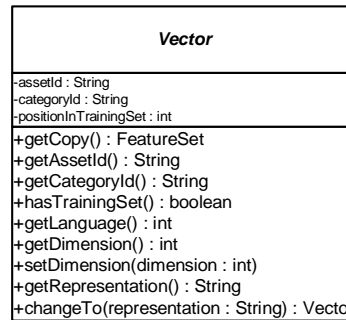 Vector
-assetId : String
-categoryId : String
-positionInTrainingSet : int
+getCopy() : FeatureSet
+getAssetId() : String
+getCategoryId() : String
+hasTrainingSet() : boolean
+getLanguage() : int
+getDimension() : int
+setDimension(dimension : int)
+getRepresentation() : String
+changeTo(representation : String) : Vecto